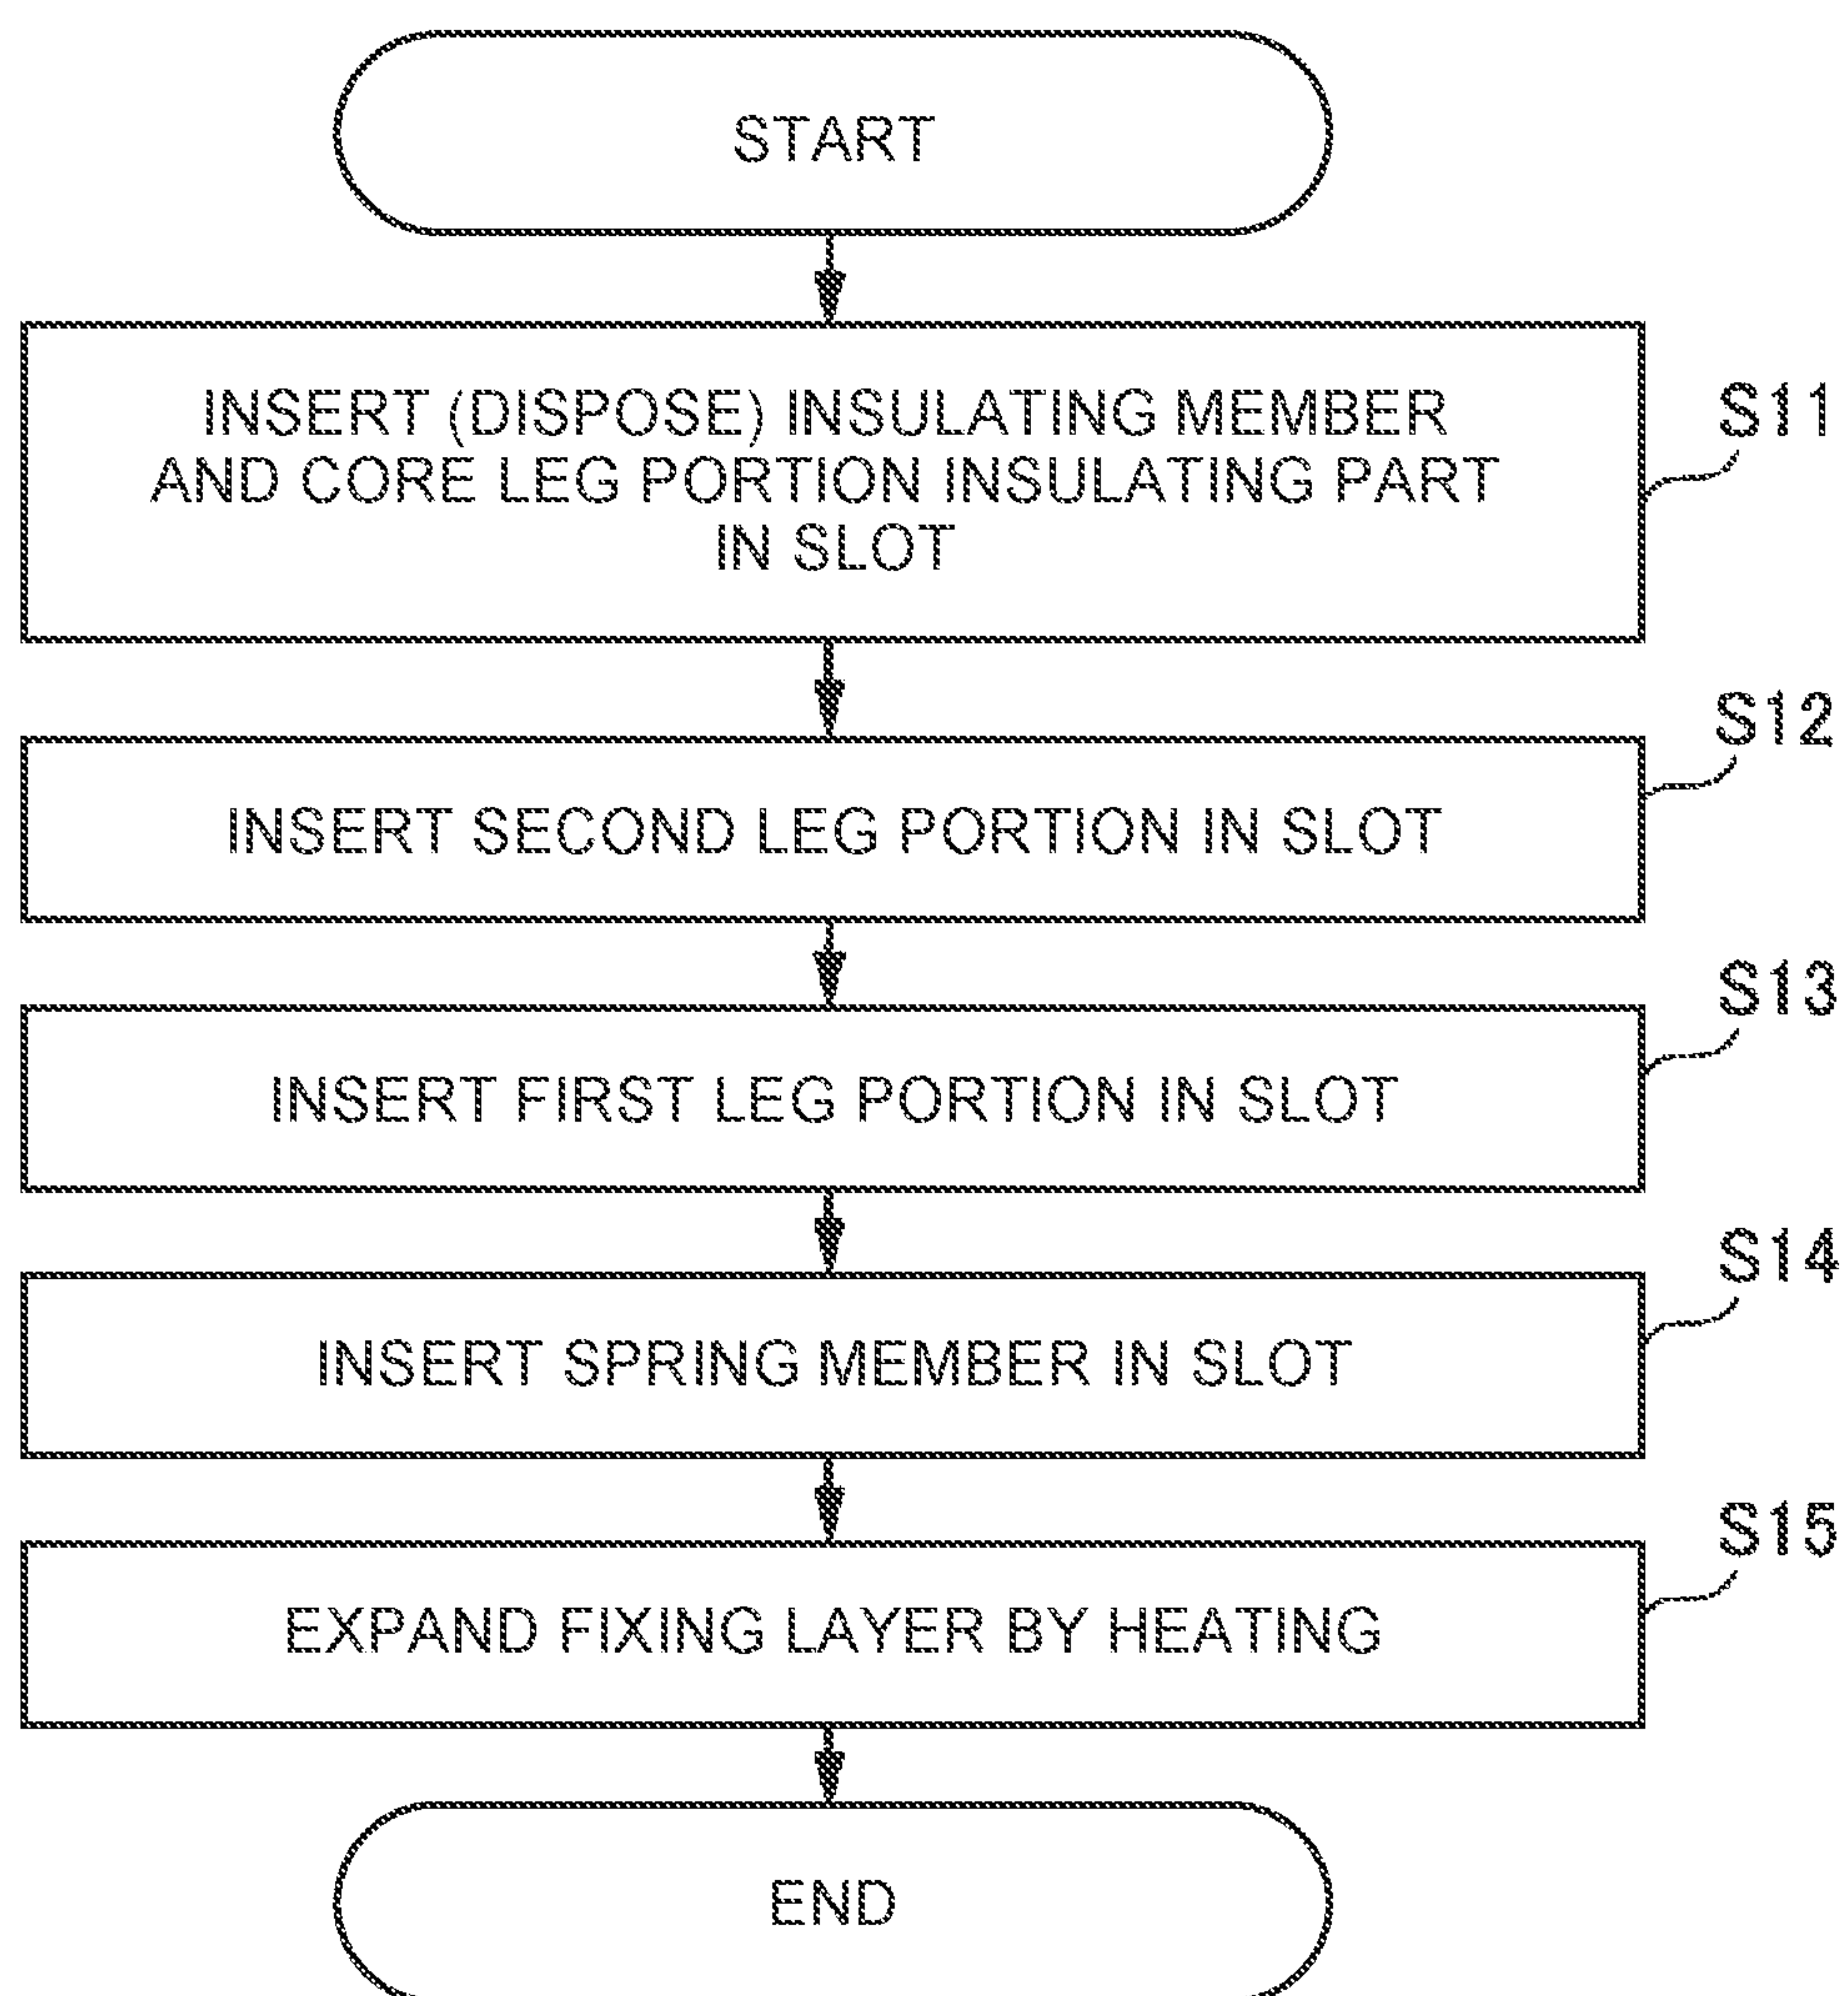 START
INSERT (DISPOSE) INSULATING MEMBER
AND CORE LEG PORTION INSULATING PART
IN SLOT
S11
INSERT SECOND LEG PORTION IN SLOT
S12
INSERT FIRST LEG PORTION IN SLOT
S13
INSERT SPRING MEMBER IN SLOT
S14
EXPAND FIXING LAYER BY HEATING
S15
END